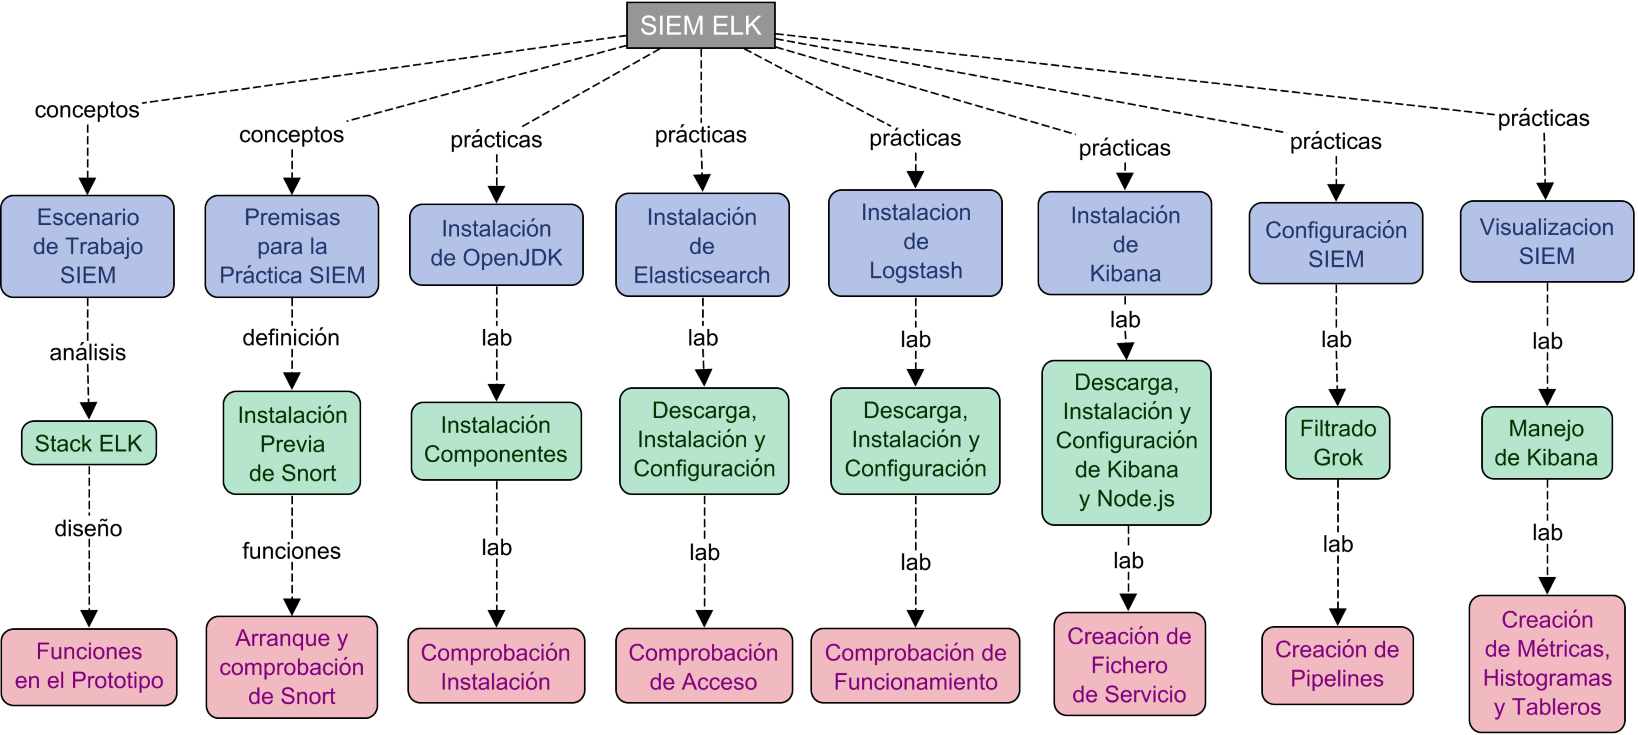 SIEM ELK
conceptos
conceptos
prácticas
prácticas
prácticas
prácticas
prácticas
prácticas
Escenario
de Trabajo
SIEM
Premisas
para la
Práctica SIEM
Instalación
de OpenJDK
Instalación
de
Elasticsearch
Instalacion
de
Logstash
Instalación
de
Kibana
Configuración
SIEM
Visualizacion
SIEM
análisis
definición
lab
lab
lab
lab
lab
lab
Stack ELK
Instalación
Previa
de Snort
Instalación
Componentes
Descarga,
Instalación y
Configuración
Descarga,
Instalación y
Configuración
Descarga,
Instalación y
Configuración
de Kibana
y Node.js
Filtrado
Grok
Manejo
de Kibana
diseño
funciones
lab
lab
lab
lab
lab
lab
Funciones
en el Prototipo
Arranque y
comprobación
de Snort
Comprobación
Instalación
Comprobación
de Acceso
Comprobación de
Funcionamiento
Creación de
Fichero
de Servicio
Creación de
Pipelines
Creación
de Métricas,
Histogramas
y Tableros